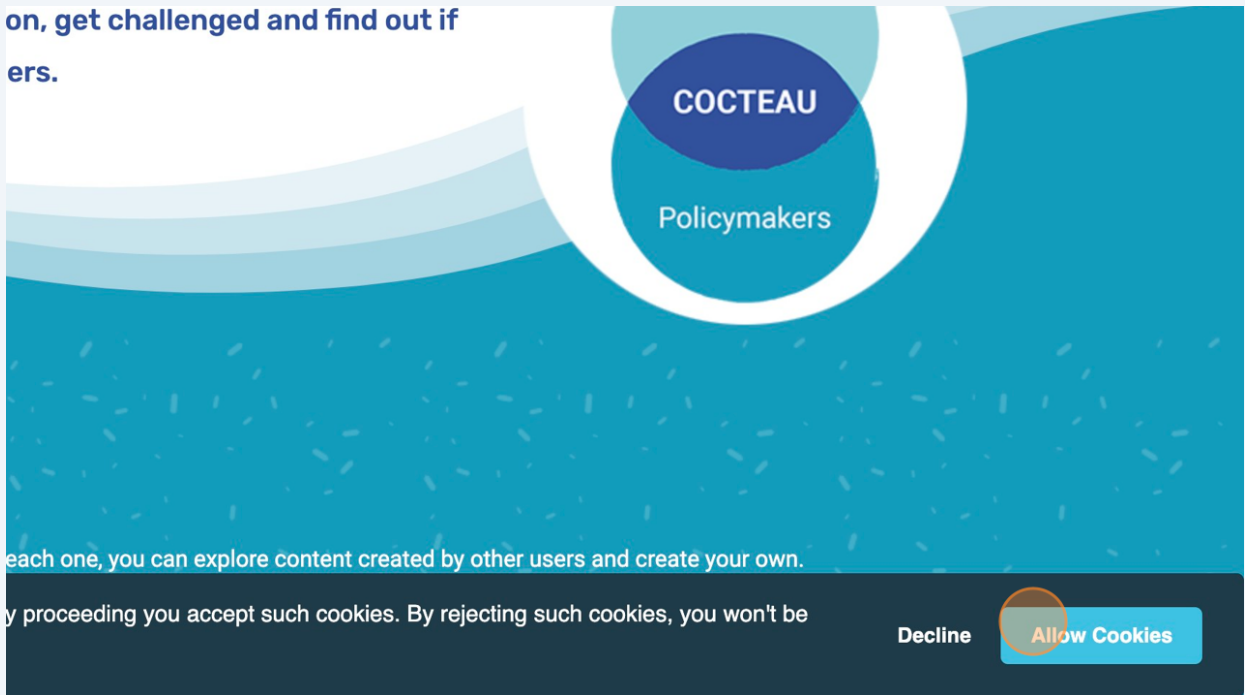 on, get challenged and find out if
ers.
COCTEAU
Policymakers
each one, you can explore content created by other users and create your own.
y proceeding you accept such cookies. By rejecting such cookies, you won't be
Decline
Allow Cookies